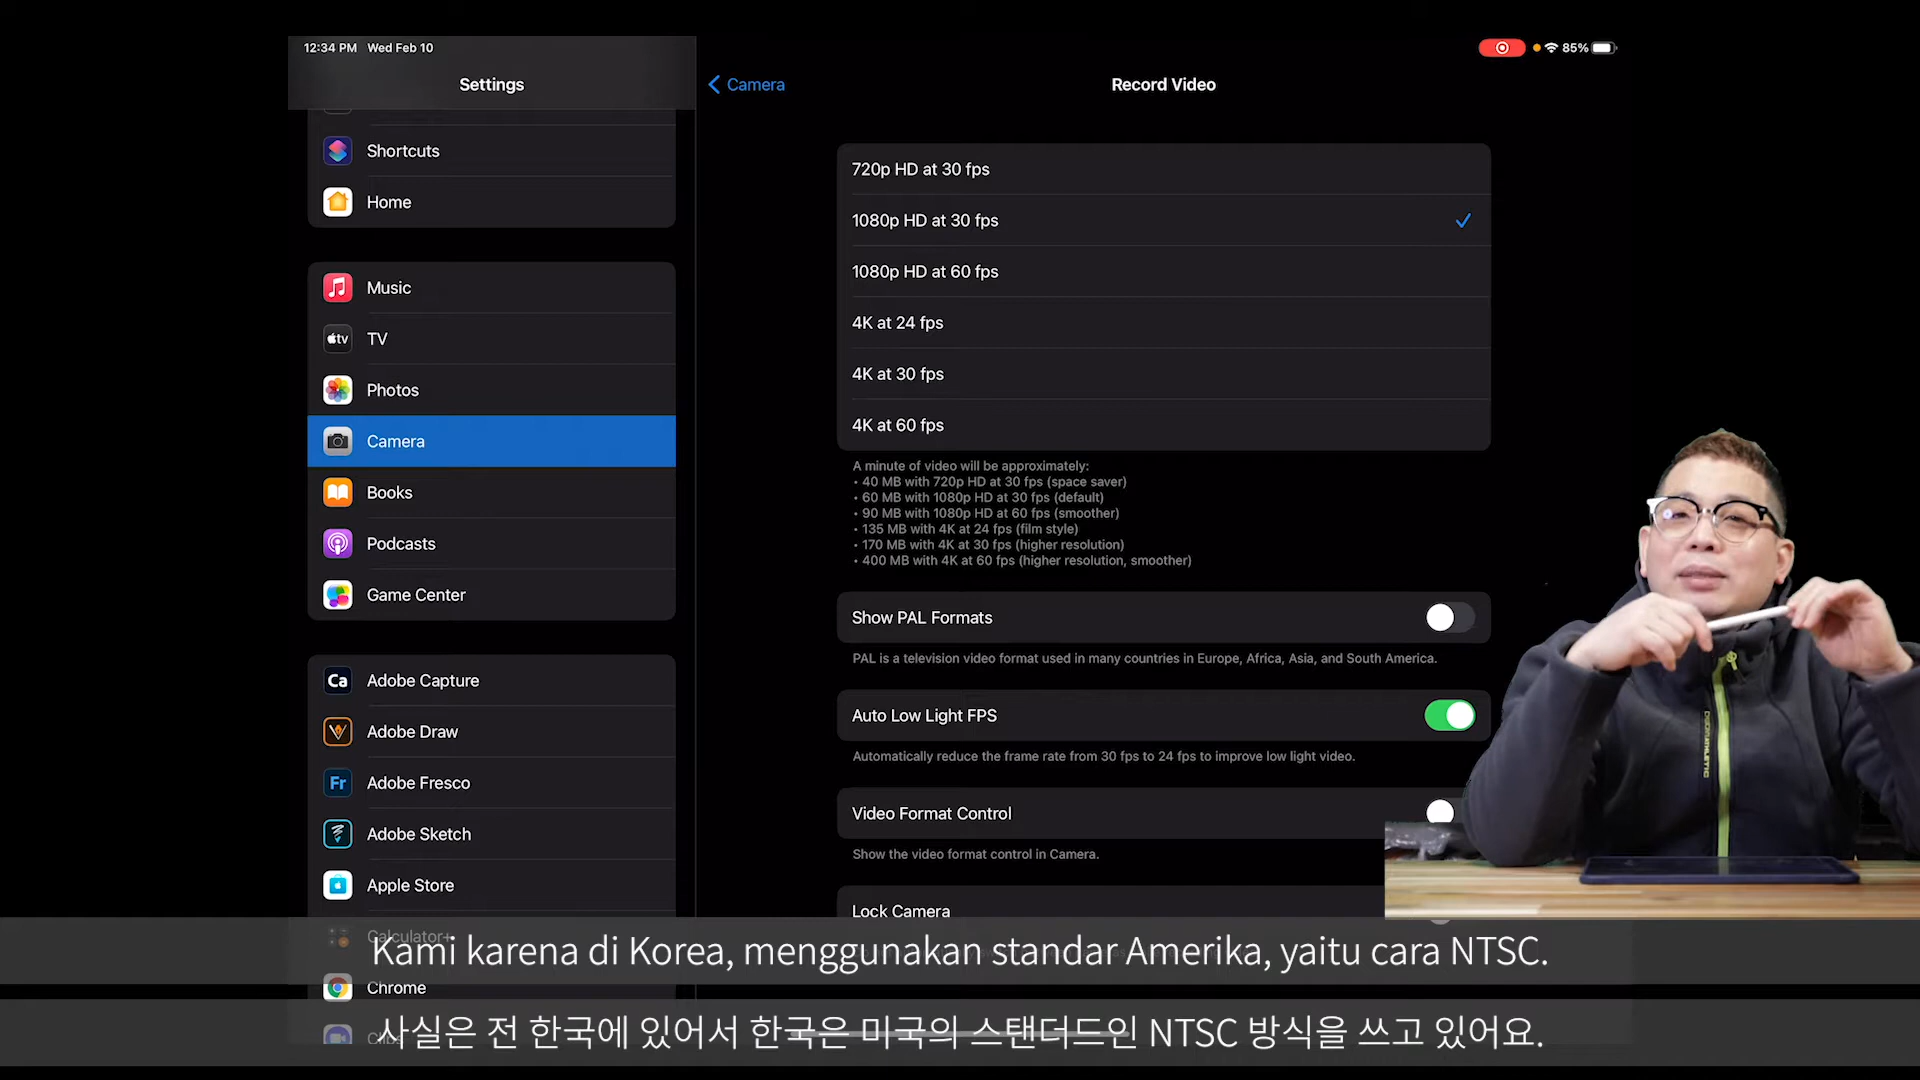 12:34 PM Wed Feb 10
85%
Settings
Camera
Record Video
Shortcuts
Home
Music
TV
Photos
Camera
Books
Podcasts
Game Center
Adobe Capture
Adobe Draw
Adobe Fresco
Adobe Sketch
Apple Store
Calculator+
Chrome
720p HD at 30 fps
1080p HD at 30 fps
1080p HD at 60 fps
4K at 24 fps
4K at 30 fps
4K at 60 fps
A minute of video will be approximately:
• 40 MB with 720p HD at 30 fps (space saver)
• 60 MB with 1080p HD at 30 fps (default)
• 90 MB with 1080p HD at 60 fps (smoother)
• 135 MB with 4K at 24 fps (film style)
• 170 MB with 4K at 30 fps (higher resolution)
• 400 MB with 4K at 60 fps (higher resolution, smoother)
Show PAL Formats
PAL is a television video format used in many countries in Europe, Africa, Asia, and South America.
Auto Low Light FPS
Automatically reduce the frame rate from 30 fps to 24 fps to improve low light video.
Video Format Control
Show the video format control in Camera.
Lock Camera
Kami karena di Korea, menggunakan standar Amerika, yaitu cara NTSC.
사실은 전 한국에 있어서 한국은 미국의 스탠더드인 NTSC 방식을 쓰고 있어요.